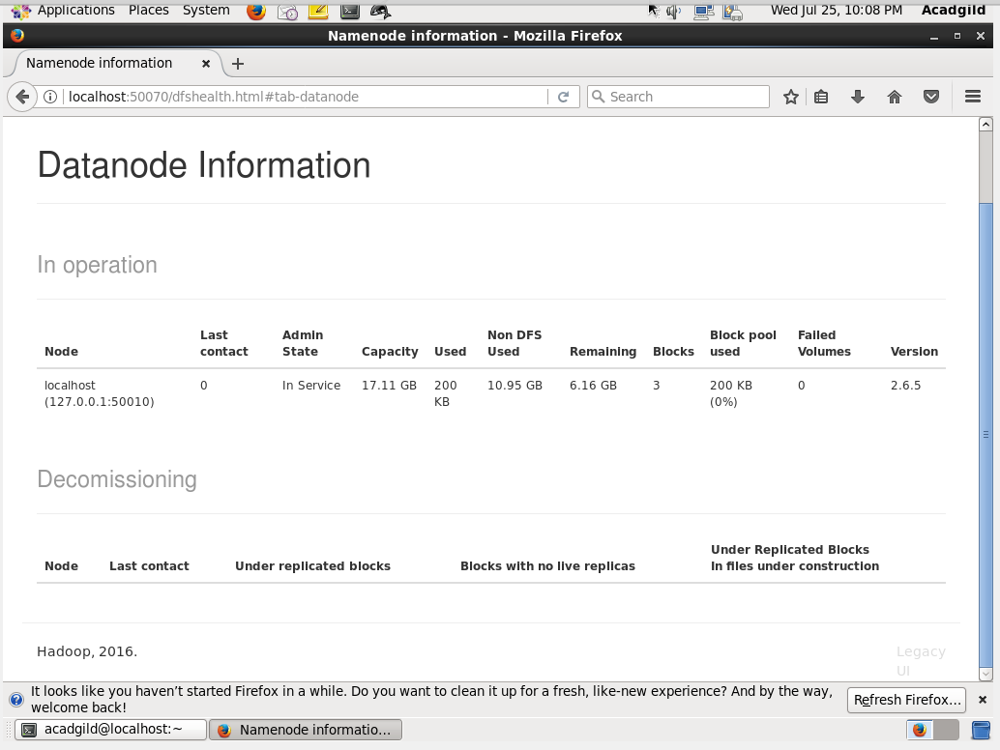 Applications Places System Wed Jul 25, 10:08 PM Acadgild
Namenode information - Mozilla Firefox
Namenode information
localhost:50070/dfshealth.html#tab-datanode Search
Datanode Information
In operation
Node Last contact Admin State Capacity Used Non DFS Used Remaining Blocks Block pool used Failed Volumes Version
localhost (127.0.0.1:50010) 0 In Service 17.11 GB 200 KB 10.95 GB 6.16 GB 3 200 KB (0%) 0 2.6.5
Decomissioning
Node Last contact Under replicated blocks Blocks with no live replicas Under Replicated Blocks In files under construction
Hadoop, 2016. Legacy UI
It looks like you haven’t started Firefox in a while. Do you want to clean it up for a fresh, like-new experience? And by the way,
welcome back!
Refresh Firefox...
acadgild@localhost:~ Namenode informatio...